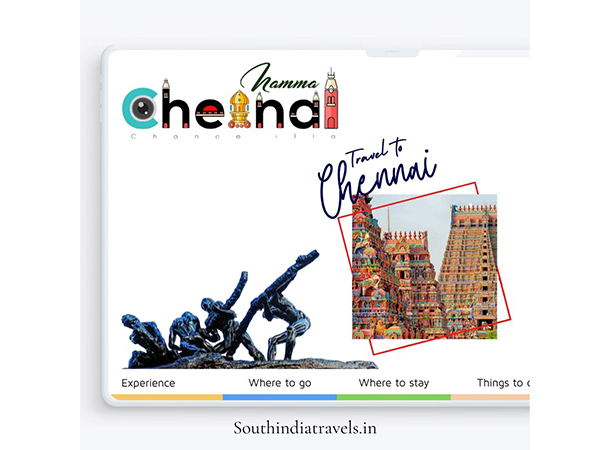 Namma
Chennai
Travel to
Chennai
Experience
Where to go
Where to stay
Things to
Southindiatravels.in